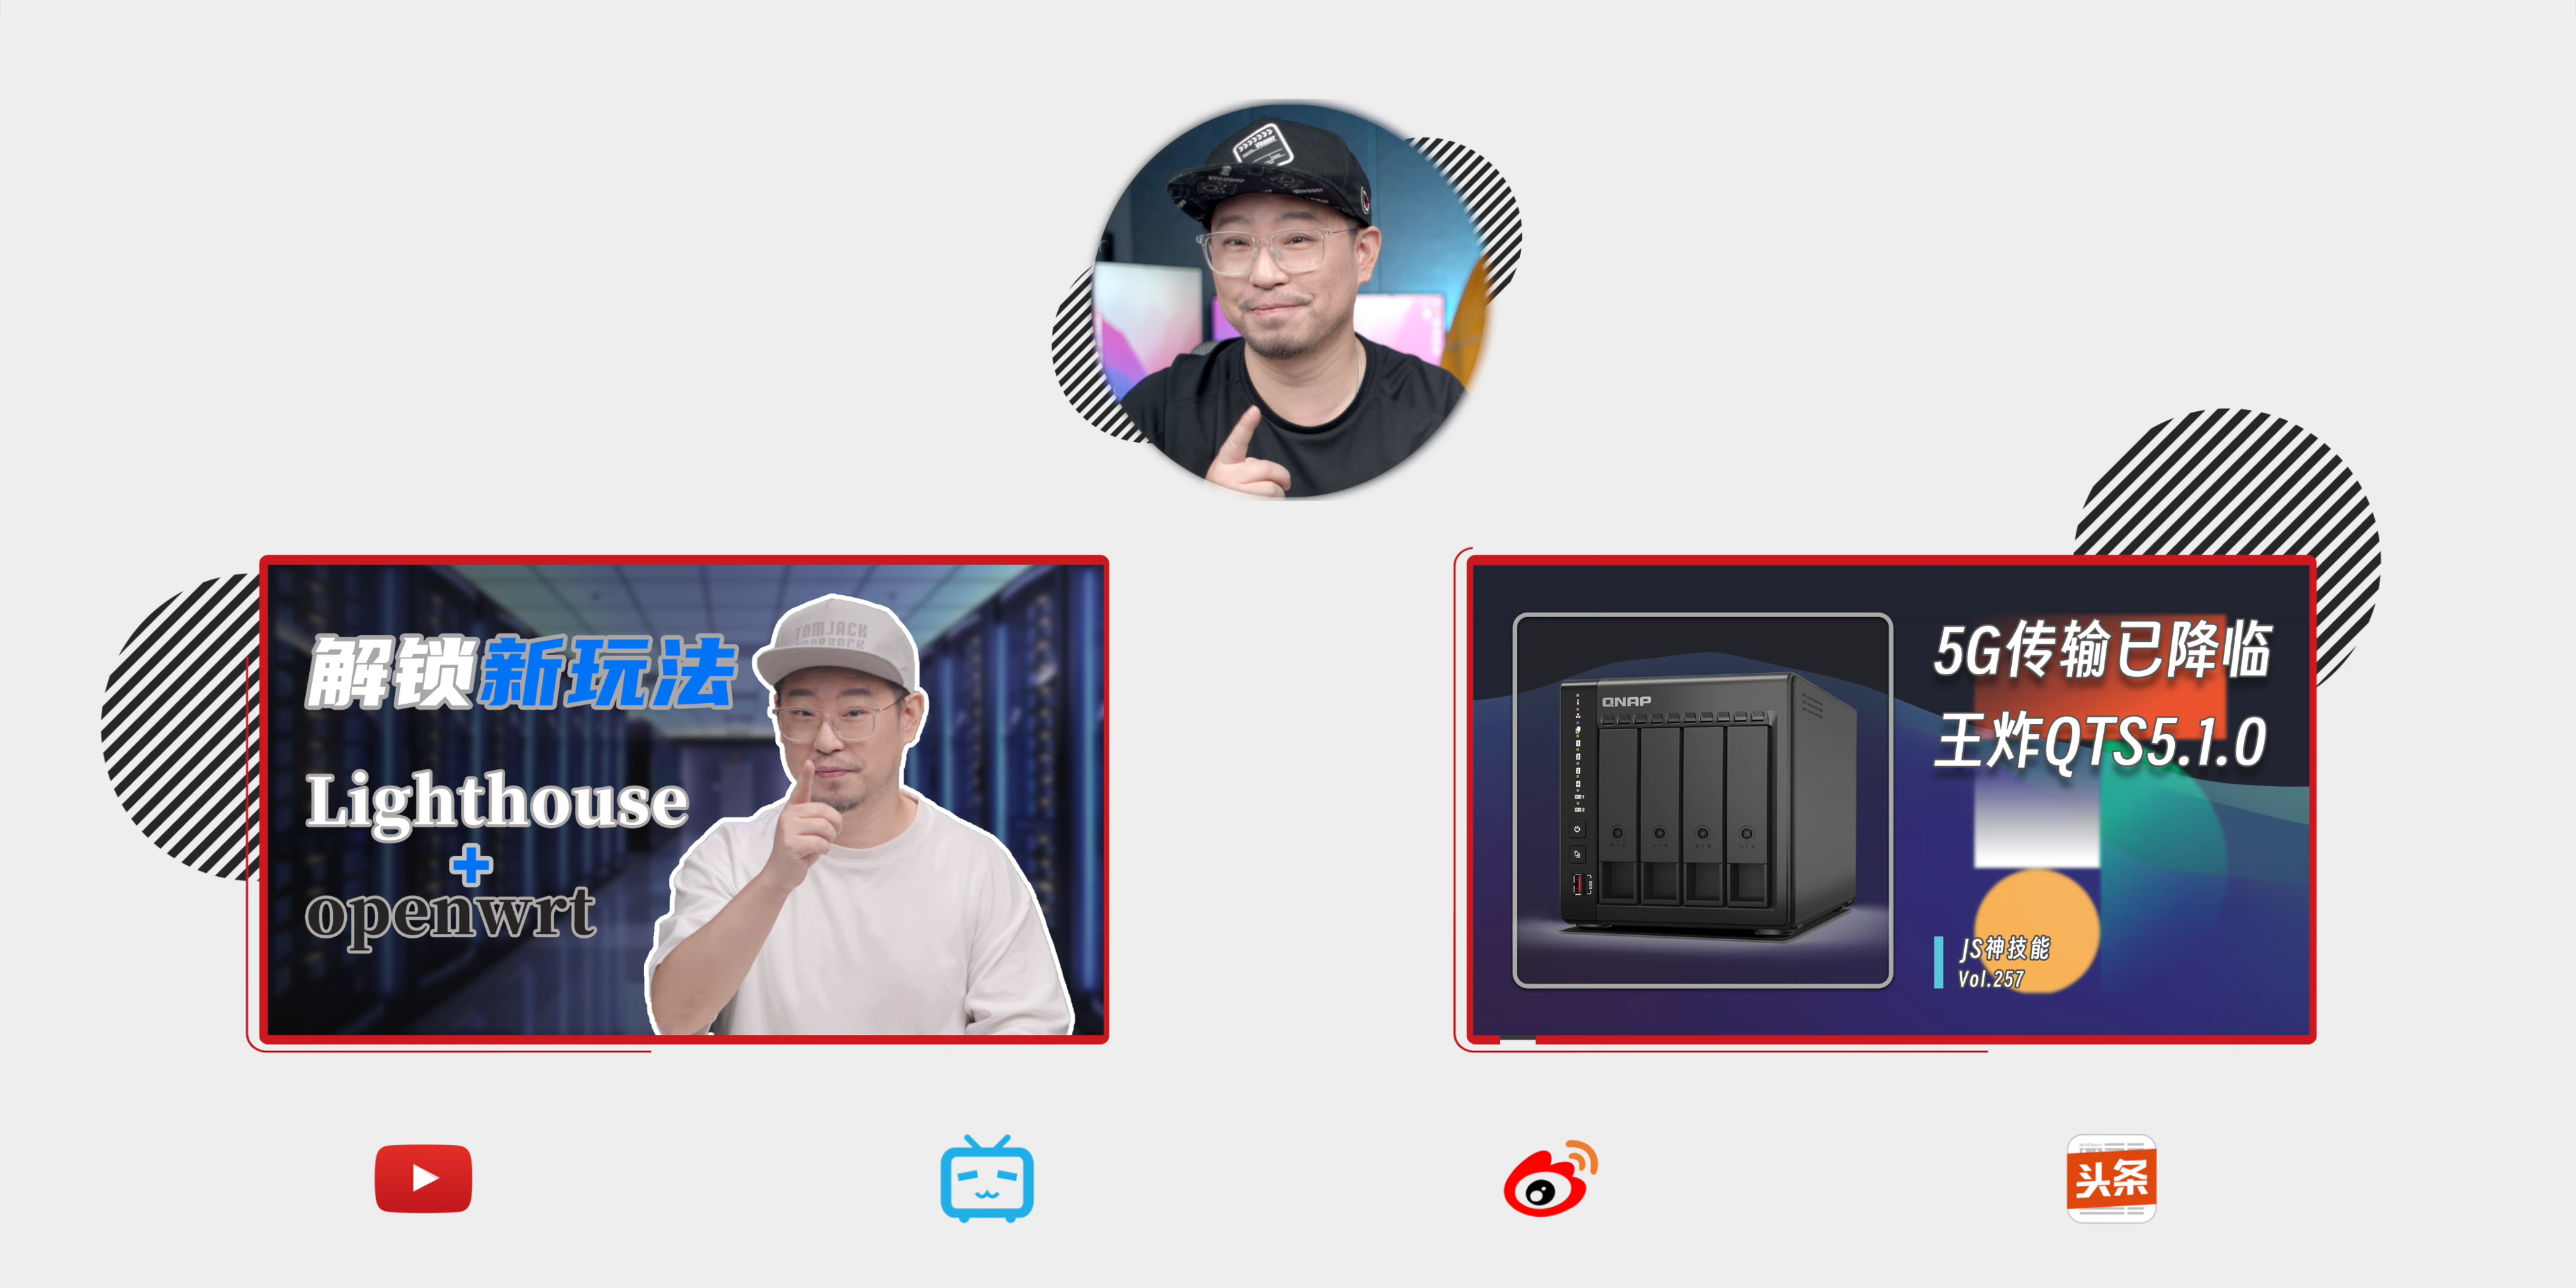 解锁新玩法
Lighthouse
+
openwrt
TOMJACK
QNAP
5G传输已降临
王炸QTS5.1.0
JS神技能
Vol.257
头条